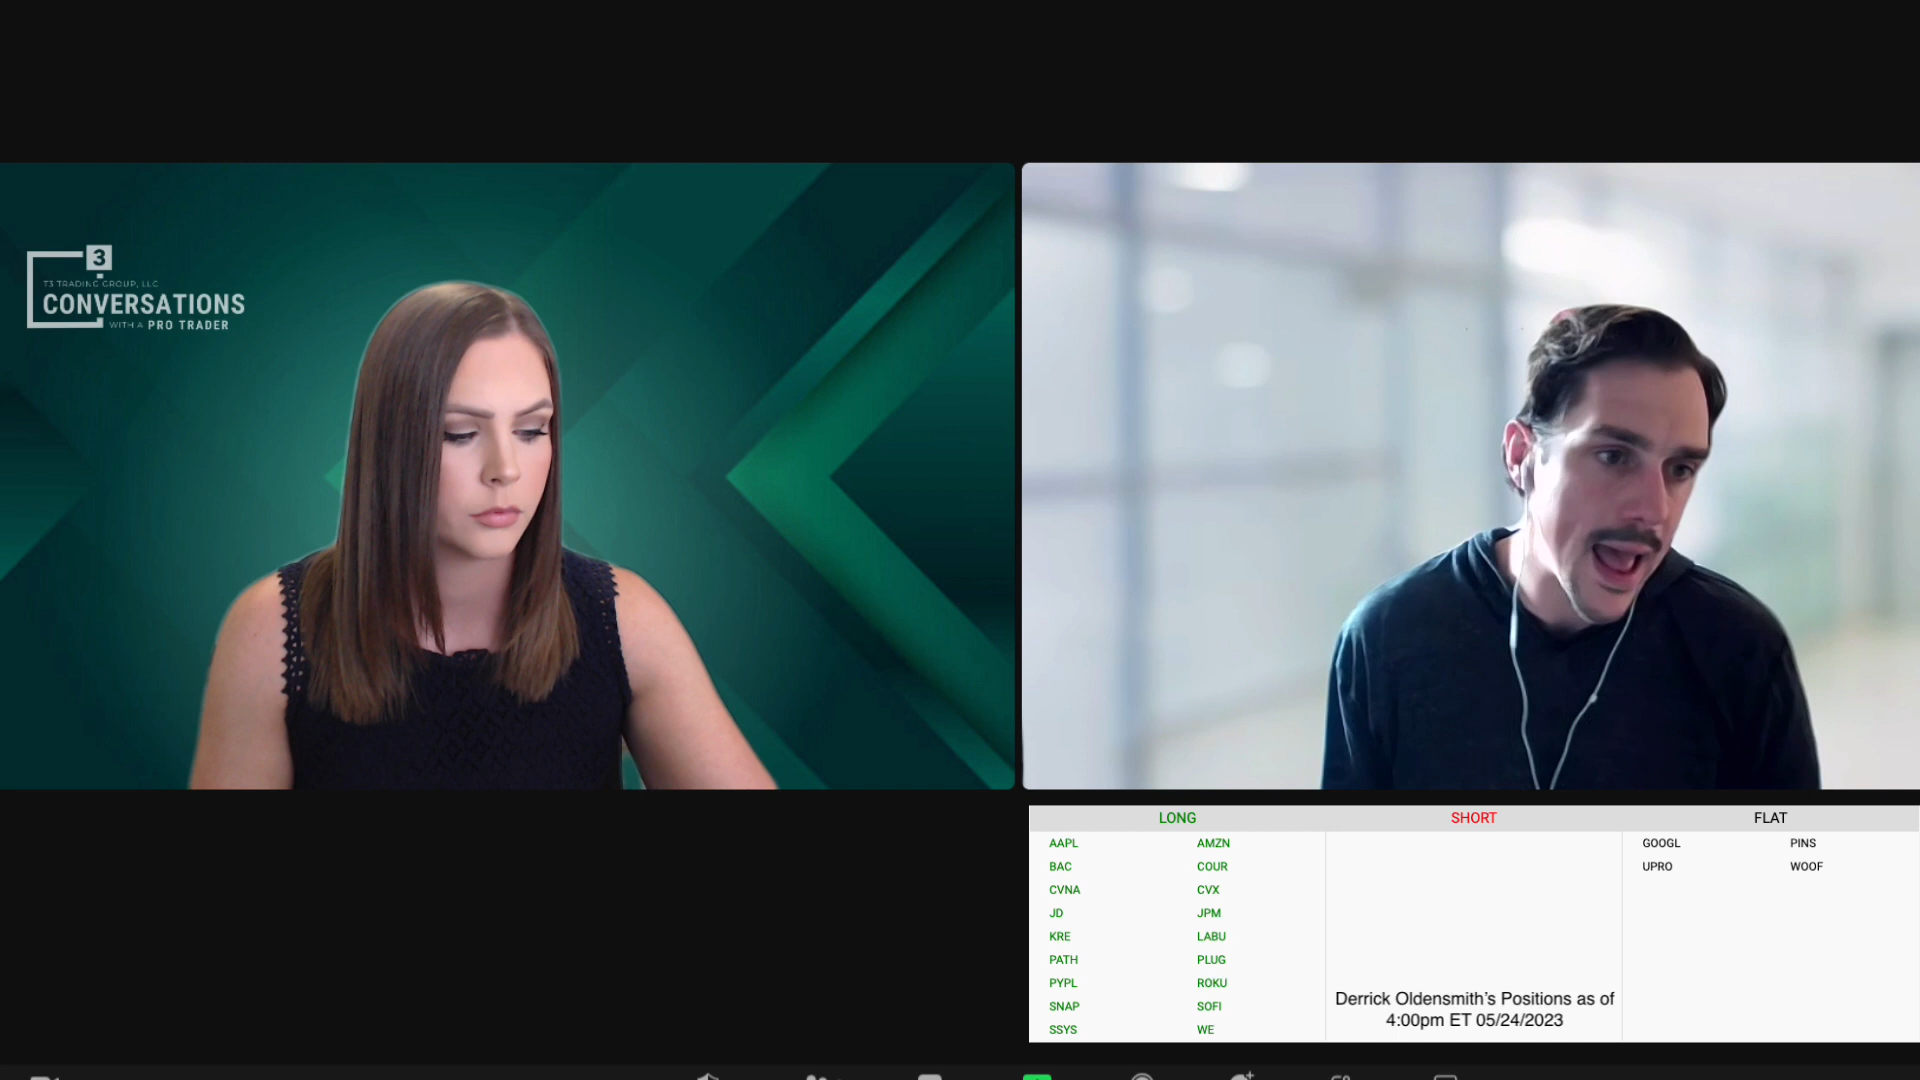 3
T3 TRADING GROUP, LLC
CONVERSATIONS
WITH A PRO TRADER
LONG SHORT FLAT
AAPL AMZN GOOGL PINS
BAC COUR UPRO WOOF
CVNA CVX
JD JPM
KRE LABU
PATH PLUG
PYPL ROKU
SNAP SOFI
SSYS WE
Derrick Oldensmith's Positions as of
4:00pm ET 05/24/2023